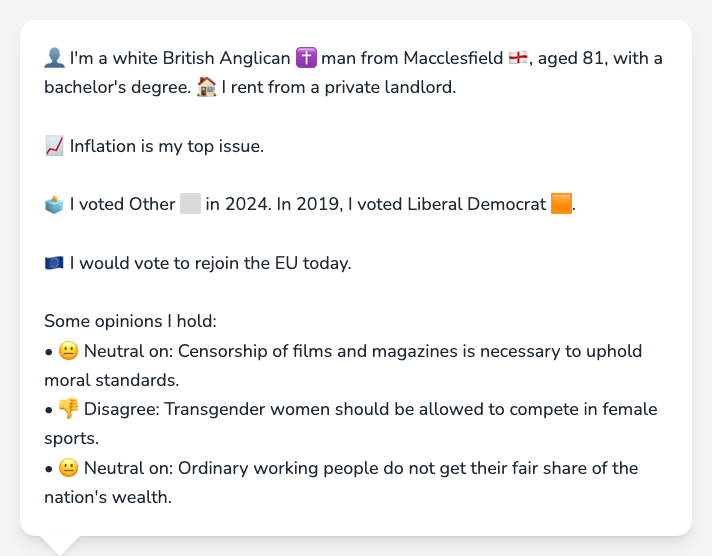 👤 I'm a white British Anglican ✝️ man from Macclesfield 🏴󠁧󠁢󠁥󠁮󠁧󠁿, aged 81, with a
bachelor's degree. 🏠 I rent from a private landlord.
📈 Inflation is my top issue.
🗳️ I voted Other ⬜ in 2024. In 2019, I voted Liberal Democrat 🟧.
🇪🇺 I would vote to rejoin the EU today.
Some opinions I hold:
• 😐 Neutral on: Censorship of films and magazines is necessary to uphold
moral standards.
• 👎 Disagree: Transgender women should be allowed to compete in female
sports.
• 😐 Neutral on: Ordinary working people do not get their fair share of the
nation's wealth.